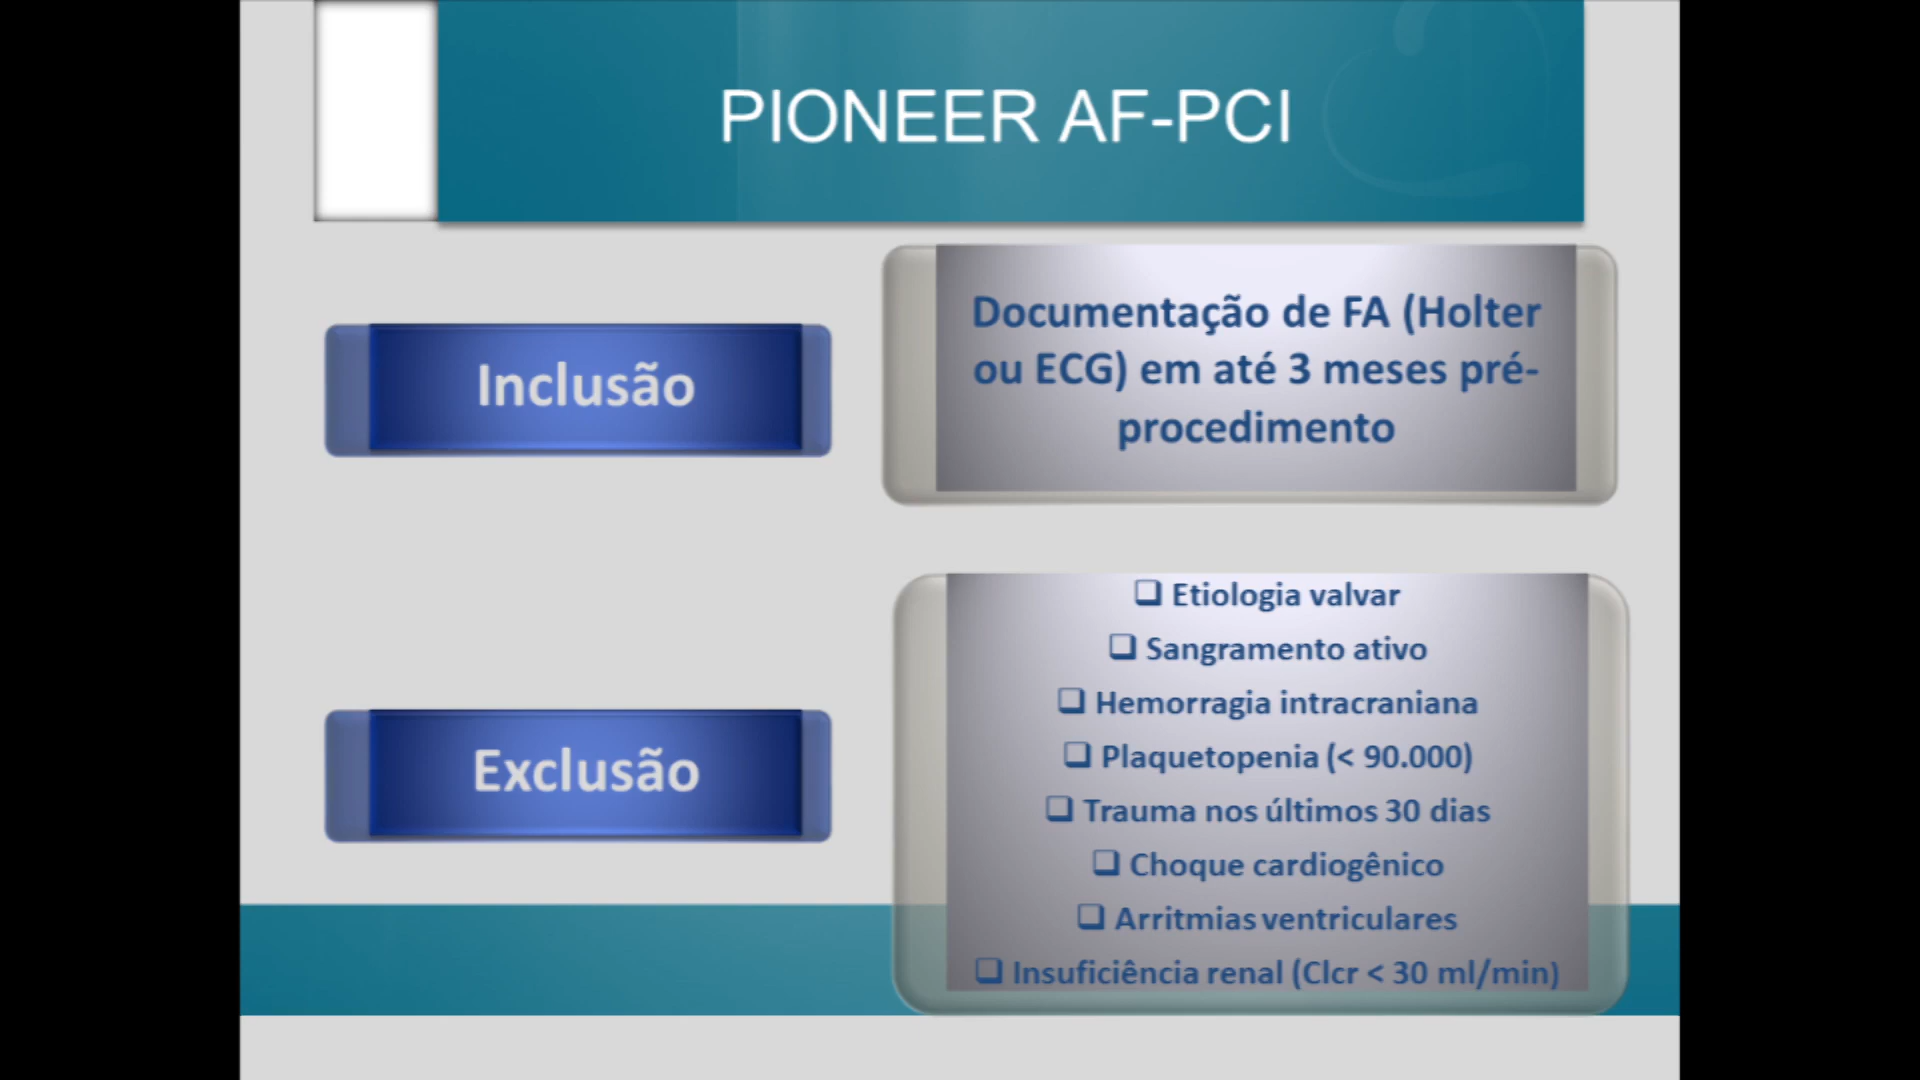 PIONEER AF-PCI
Inclusão
Documentação de FA (Holter
ou ECG) em até 3 meses pré-
procedimento
Exclusão
❑ Etiologia valvar
❑ Sangramento ativo
❑ Hemorragia intracraniana
❑ Plaquetopenia (< 90.000)
❑ Trauma nos últimos 30 dias
❑ Choque cardiogênico
❑ Arritmias ventriculares
❑ Insuficiência renal (Clcr < 30 ml/min)